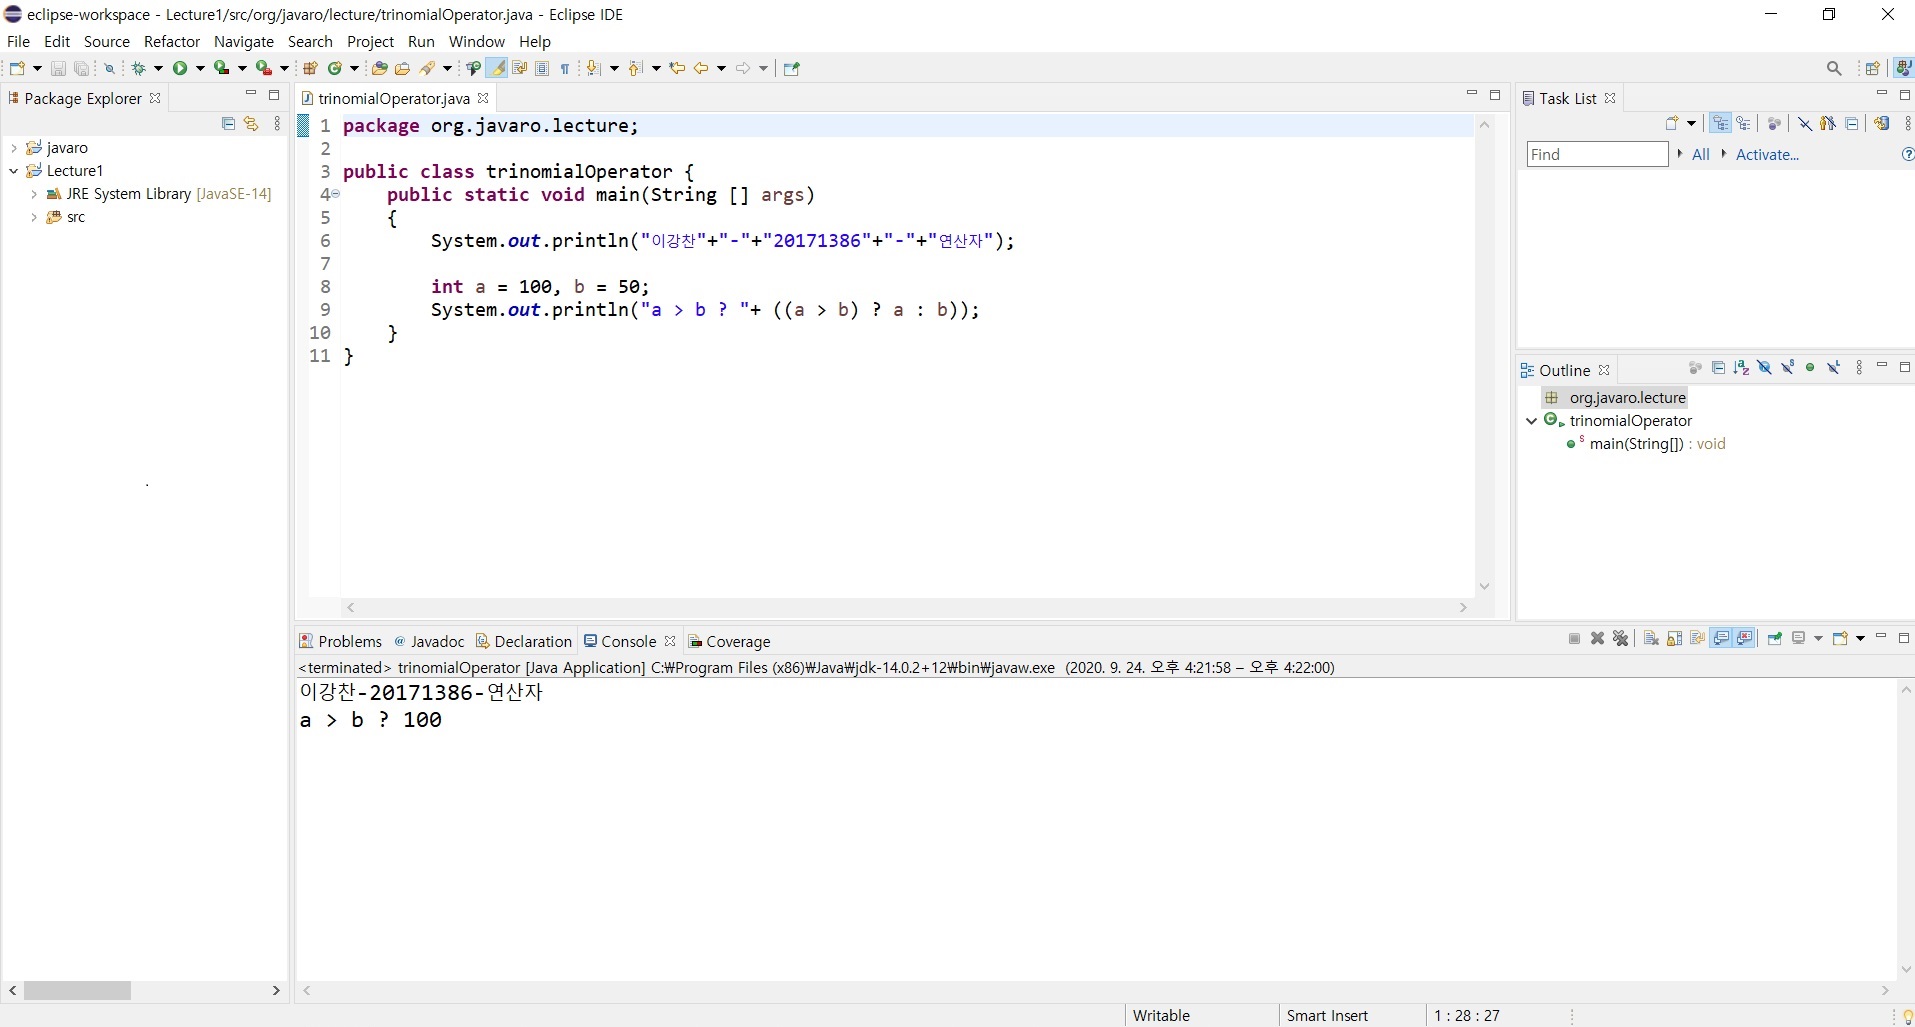 eclipse-workspace - Lecture1/src/org/javaro/lecture/trinomialOperator.java - Eclipse IDE
File Edit Source Refactor Navigate Search Project Run Window Help
Package Explorer
javaro
Lecture1
JRE System Library [JavaSE-14]
src
trinomialOperator.java
1 package org.javaro.lecture;
2
3 public class trinomialOperator {
4 public static void main(String [] args)
5 {
6 System.out.println("이강찬"+"-"+"20171386"+"-"+"연산자");
7
8 int a = 100, b = 50;
9 System.out.println("a > b ? "+ ((a > b) ? a : b));
10 }
11 }
Task List
Find All Activate...
Outline
org.javaro.lecture
trinomialOperator
main(String[]) : void
Problems Javadoc Declaration Console Coverage
<terminated> trinomialOperator [Java Application] C:₩Program Files (x86)₩Java₩jdk-14.0.2+12₩bin₩javaw.exe (2020. 9. 24. 오후 4:21:58 – 오후 4:22:00)
이강찬-20171386-연산자
a > b ? 100
Writable Smart Insert 1 : 28 : 27